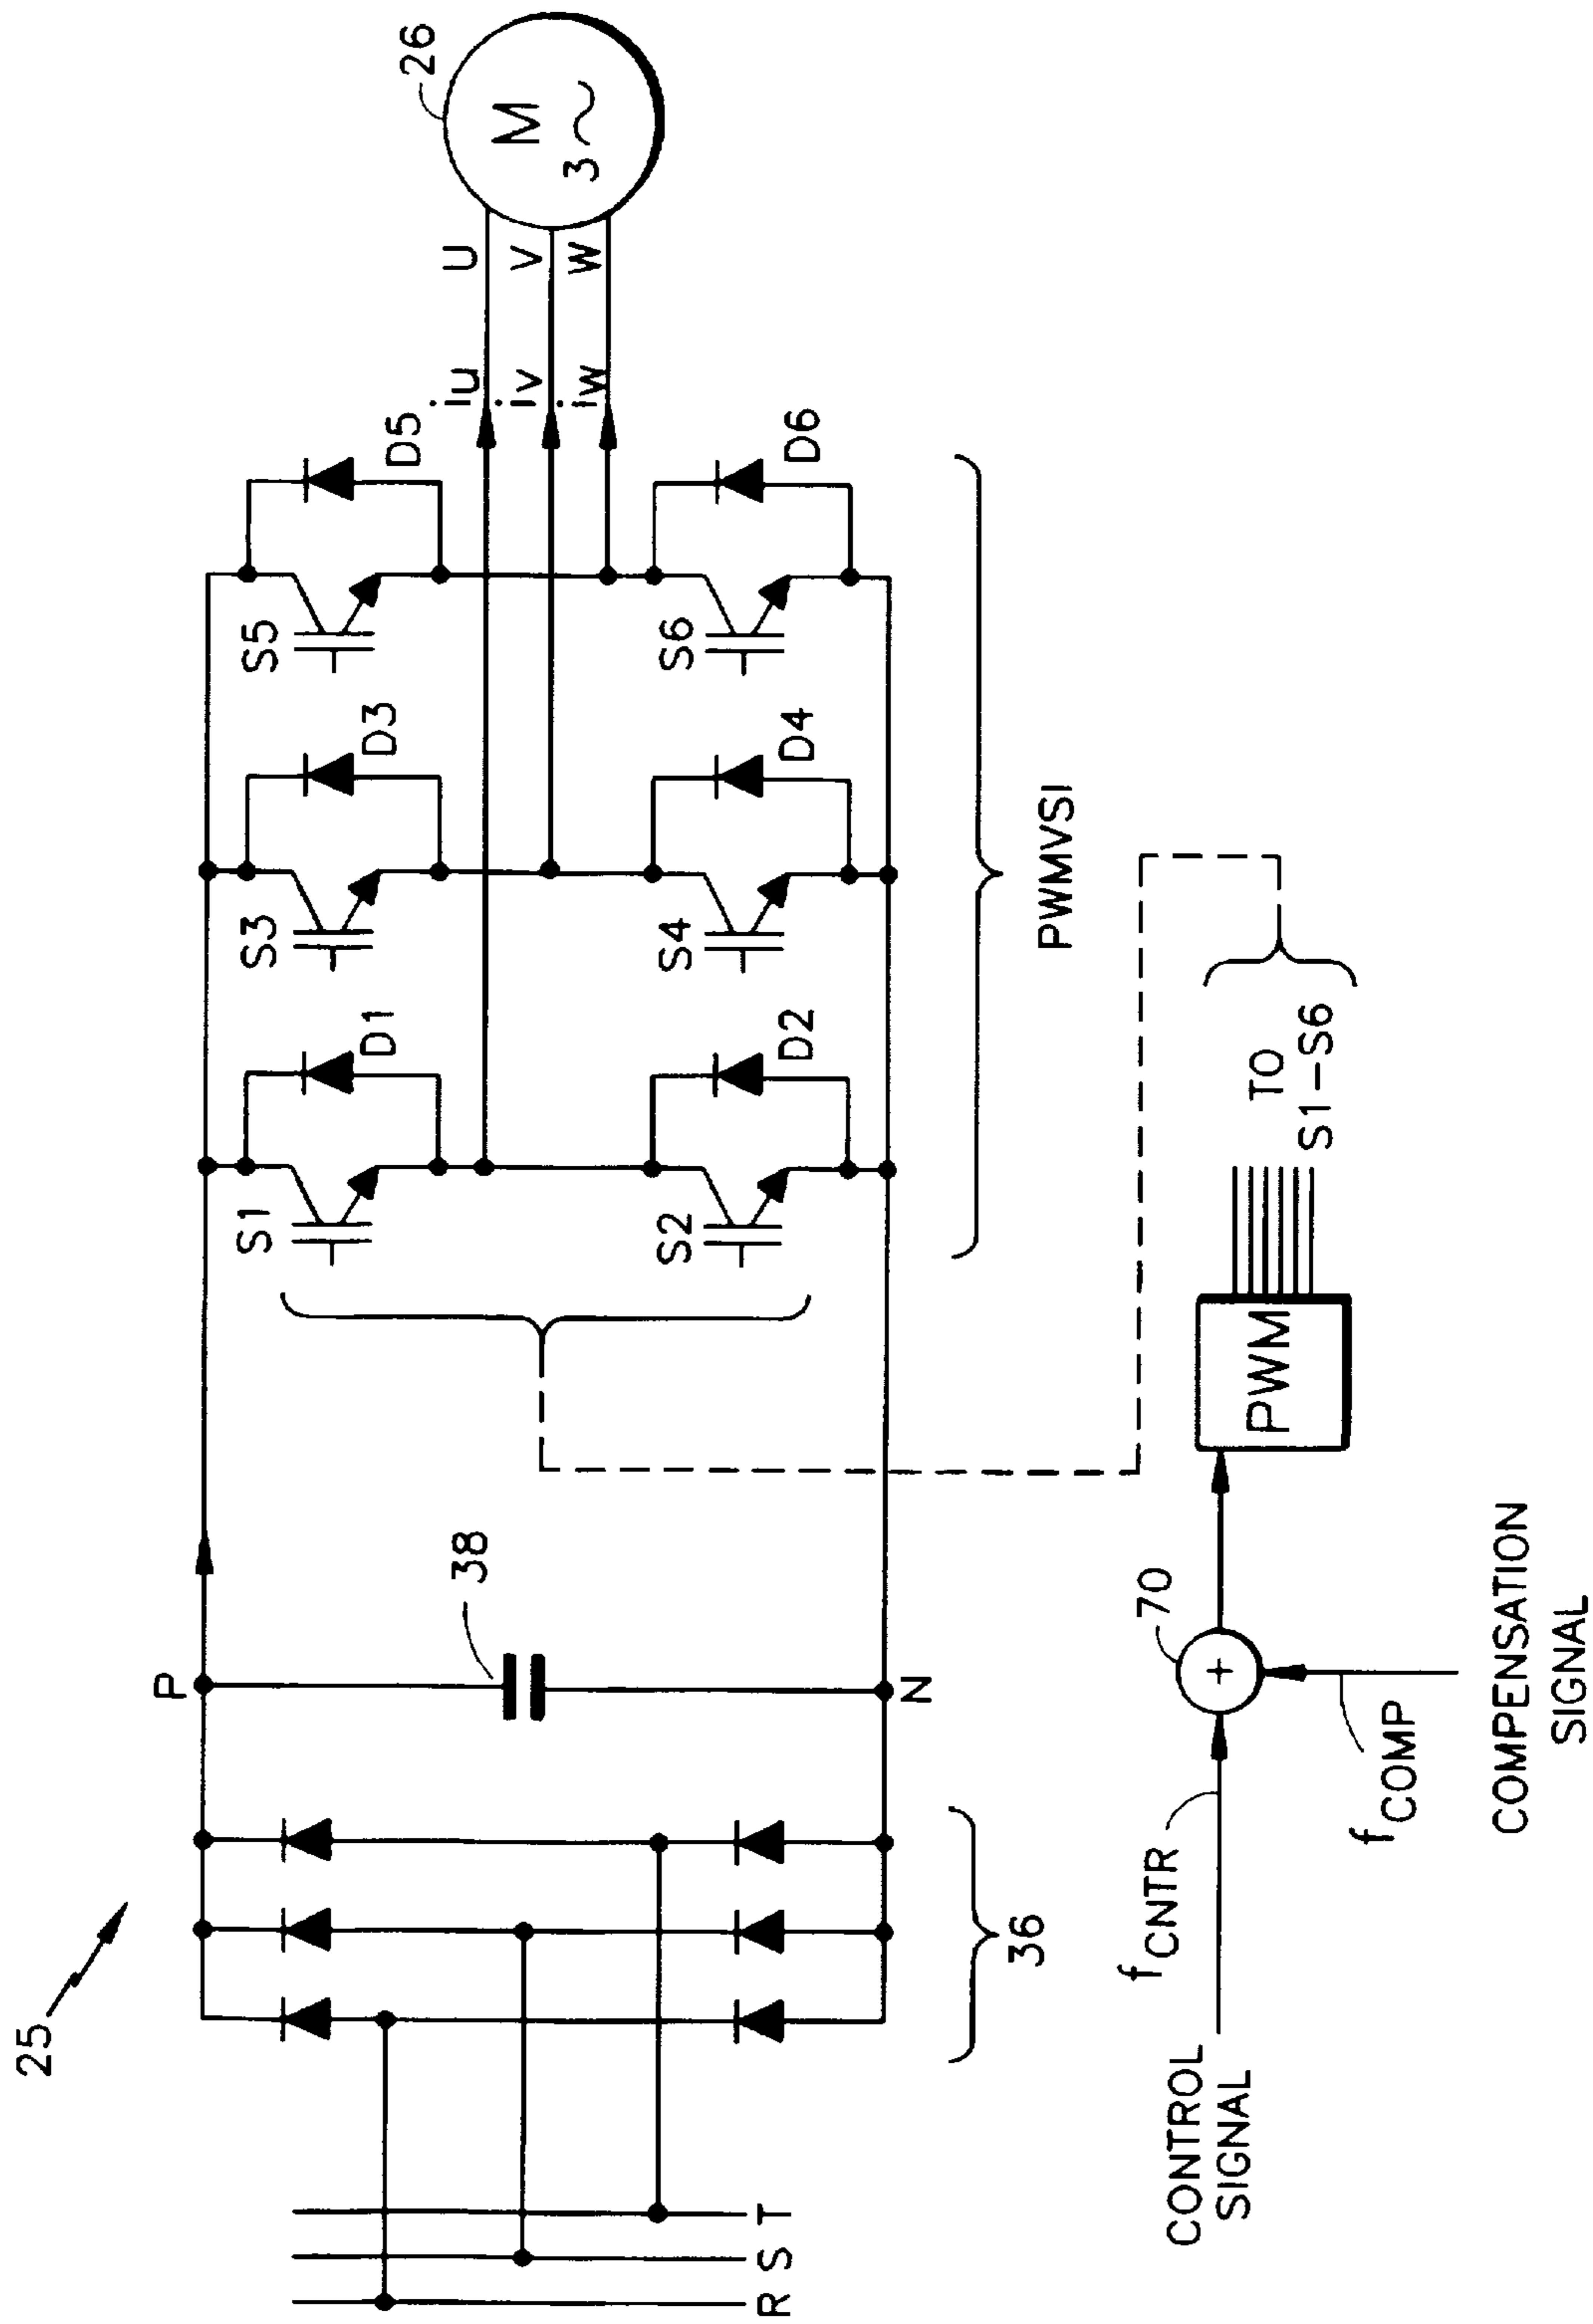 25
P
38
S1
D1
S3
D3
S5
D5
iu
U
iv
V
iw
W
26
M
3
S2
D2
S4
D4
S6
D6
R
S
T
36
N
PWMVSI
CONTROL
SIGNAL
fCNTR
70
+
fCOMP
COMPENSATION
SIGNAL
PWM
TO
S1-S6